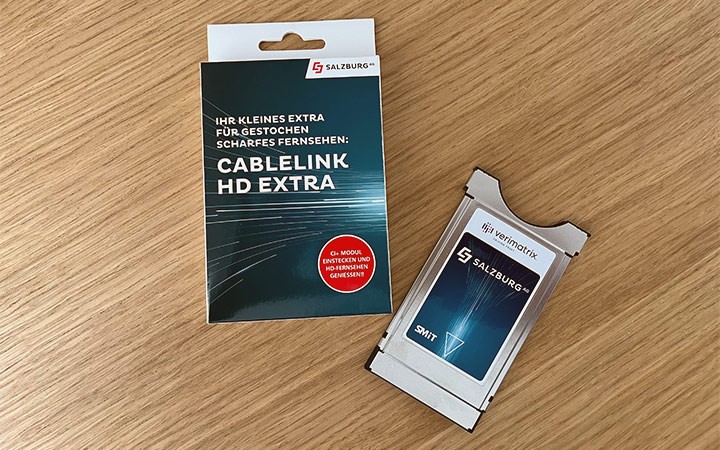 SALZBURG AG
IHR KLEINES EXTRA
FÜR GESTOCHEN
SCHARFES FERNSEHEN:
CABLELINK
HD EXTRA
CI+ MODUL
EINSTECKEN UND
HD-FERNSEHEN
GENIESSEN!!
verimatrix
SALZBURG AG
SMiT